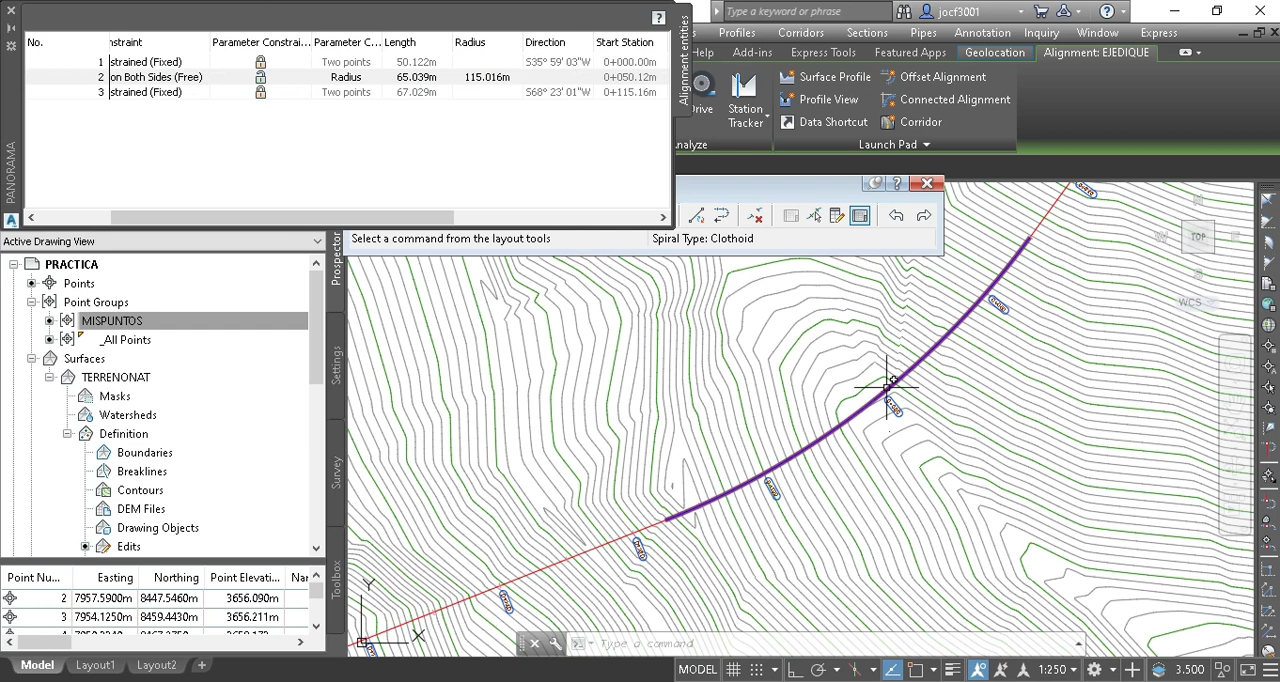 Type a keyword or phrase
jocf3001
Profiles Corridors Sections Pipes Annotation Inquiry Window Express
Help Add-ins Express Tools Featured Apps Geolocation Alignment: EJEDIQUE
Surface Profile Offset Alignment
Drive Station Tracker
Profile View Connected Alignment
Data Shortcut Corridor
Launch Pad
PANORAMA
Alignment entities
No. Parameter Constrai... Parameter C... Length Radius Direction Start Station
1 strained (Fixed) Two points 50.122m S35° 59' 03"W 0+000.00m
2 on Both Sides (Free) Radius 65.039m 115.016m 0+050.12m
3 strained (Fixed) Two points 67.029m S68° 23' 01"W 0+115.16m
Select a command from the layout tools Spiral Type: Clothoid
Active Drawing View
PRACTICA
Points
Point Groups
MISPUNTOS
_All Points
Surfaces
TERRENONAT
Masks
Watersheds
Definition
Boundaries
Breaklines
Contours
DEM Files
Drawing Objects
Edits
Prospector
Settings
Survey
Toolbox
Point Nu... Easting Northing Point Elevati... Nar
2 7957.5900m 8447.5460m 3656.090m
3 7954.1250m 8459.4430m 3656.211m
N
W TOP E
S
WCS
Y
X
Type a command
Model Layout1 Layout2 +
MODEL 1:250 3.500